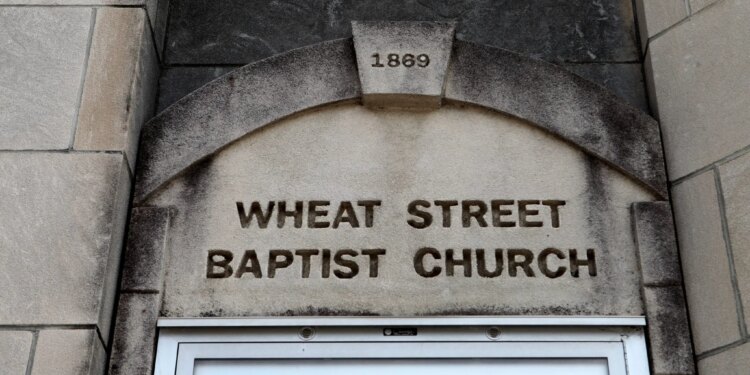 1869
WHEAT STREET
BAPTIST CHURCH